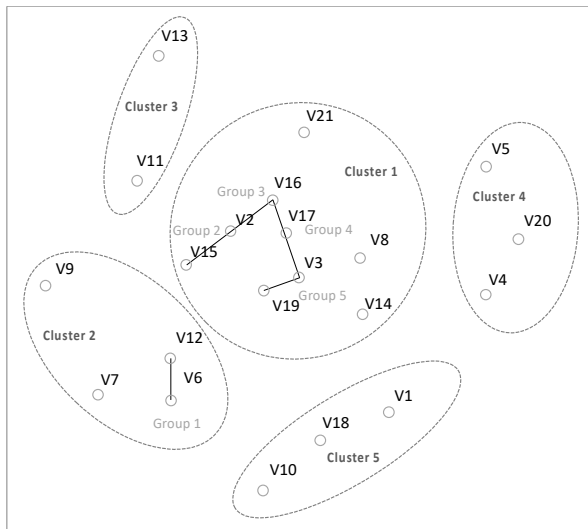 V13
Cluster 3
V11
V21
Cluster 1
V16
Group 3
V2
V17
Group 2
Group 4
V15
V8
V3
V19
Group 5
V14
V5
Cluster 4
V20
V4
V9
Cluster 2
V12
V7
V6
Group 1
V1
V18
Cluster 5
V10